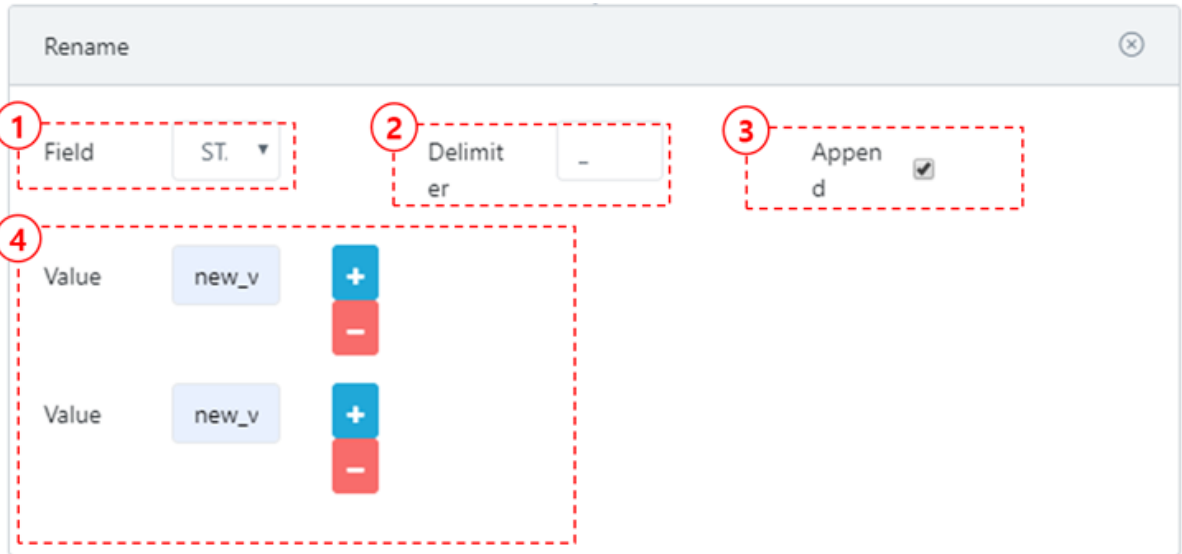 Rename
1
Field
ST.
2
Delimit
er
_
3
Appen
d
4
Value
new_v
+
−
Value
new_v
+
−